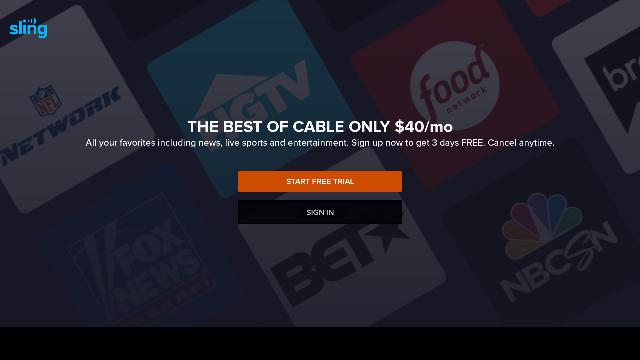 sling
NFL
NETWORK
HGTV
food
network
br
THE BEST OF CABLE ONLY $40/mo
All your favorites including news, live sports and entertainment. Sign up now to get 3 days FREE. Cancel anytime.
START FREE TRIAL
SIGN IN
FOX
NEWS
channel
BET
NBCSN